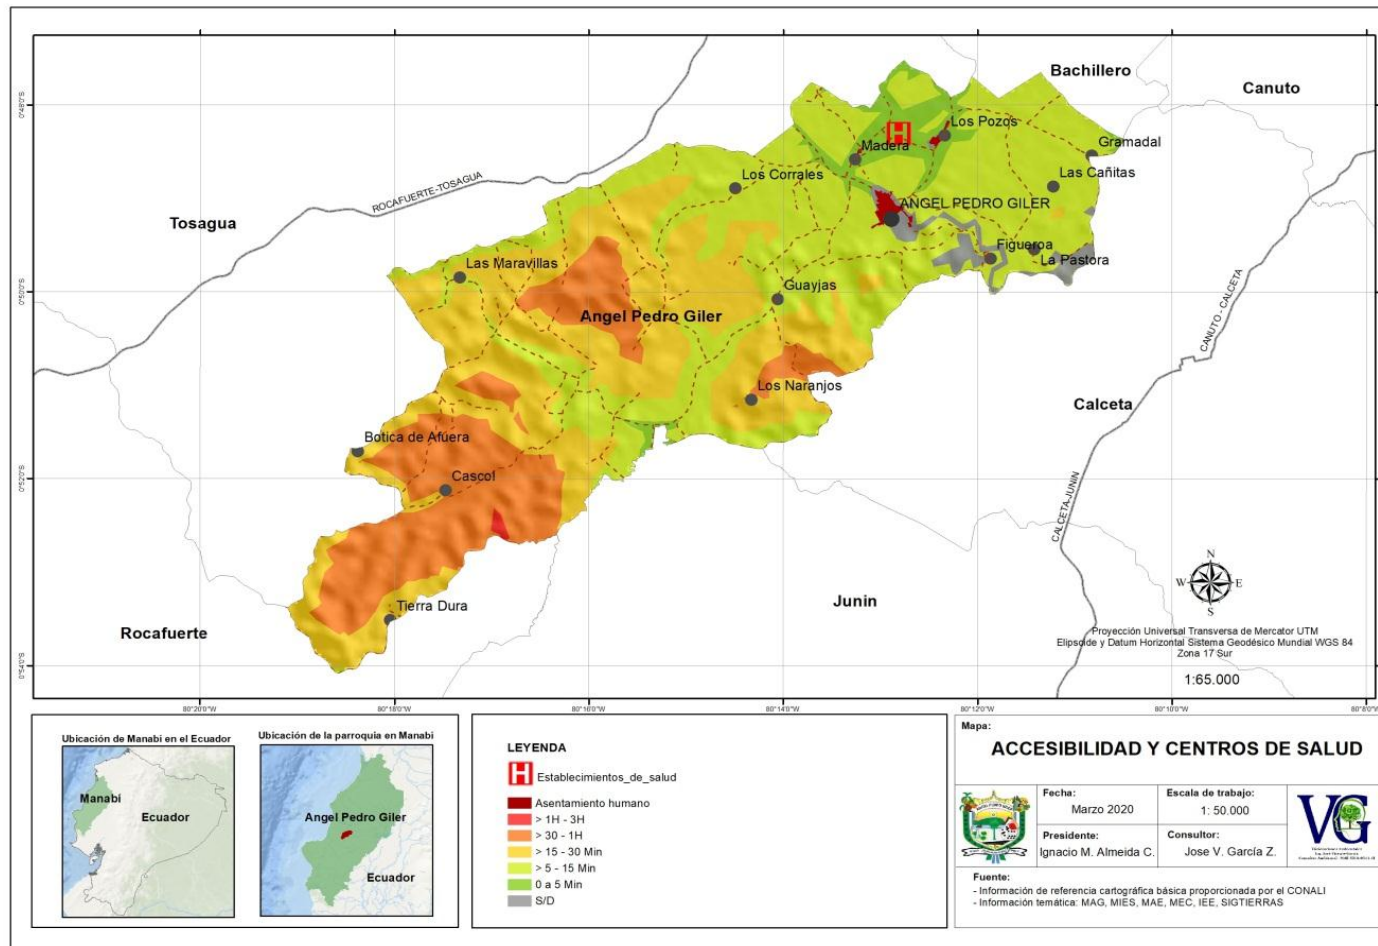 Bachillero
Canuto
Los Pozos
Madera
Gramadal
Los Corrales
Las Cañitas
ROCAFUERTE-TOSAGUA
ANGEL PEDRO GILER
Tosagua
Figueroa
La Pastora
Las Maravillas
Guayjas
Angel Pedro Giler
CANUTO - CALCETA
Los Naranjos
Calceta
Botica de Afuera
Cascol
CALCETA-JUNIN
N
W E
S
Tierra Dura
Junin
Rocafuerte
Proyección Universal Transversa de Mercator UTM
Elipsoide y Datum Horizontal Sistema Geodésico Mundial WGS 84
Zona 17 Sur
1:65.000
0°48'0"S
0°50'0"S
0°52'0"S
0°54'0"S
80°20'0"W 80°18'0"W 80°16'0"W 80°14'0"W 80°12'0"W 80°10'0"W 80°8'0"W
Ubicación de Manabi en el Ecuador
Manabí
Ecuador
Ubicación de la parroquia en Manabi
Angel Pedro Giler
Ecuador
LEYENDA
H Establecimientos_de_salud
Asentamiento humano
> 1H - 3H
> 30 - 1H
> 15 - 30 Min
> 5 - 15 Min
0 a 5 Min
S/D
Mapa:
ACCESIBILIDAD Y CENTROS DE SALUD
Fecha:
Marzo 2020
Escala de trabajo:
1: 50.000
Presidente:
Ignacio M. Almeida C.
Consultor:
Jose V. García Z.
VG
Fuente:
- Información de referencia cartográfica básica proporcionada por el CONALI
- Información temática: MAG, MIES, MAE, MEC, IEE, SIGTIERRAS